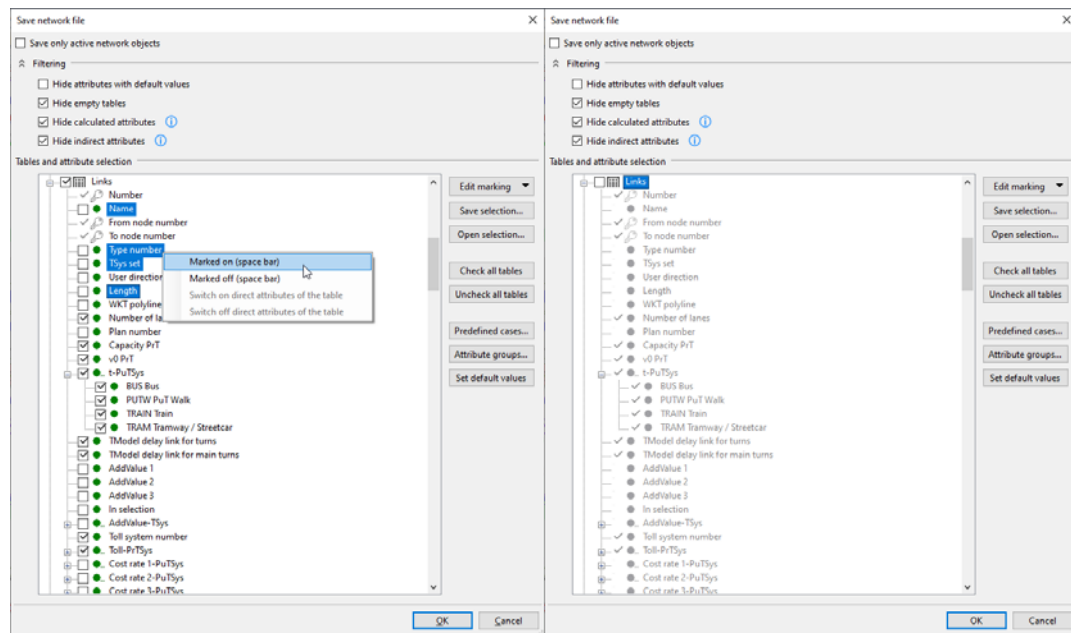 Save network file
Save only active network objects
Filtering
Hide attributes with default values
Hide empty tables
Hide calculated attributes
Hide indirect attributes
Tables and attribute selection
Links
Number
Name
From node number
To node number
Type number
TSys set
User direction
Length
WKT polyline
Number of la
Plan number
Capacity PrT
v0 PrT
t-PuTSys
BUS Bus
PUTW PuT Walk
TRAIN Train
TRAM Tramway / Streetcar
TModel delay link for turns
TModel delay link for main turns
AddValue 1
AddValue 2
AddValue 3
In selection
AddValue-TSys
Toll system number
Toll-PrTSys
Cost rate 1-PuTSys
Cost rate 2-PuTSys
Cost rate 3-PuTSys
Marked on (space bar)
Marked off (space bar)
Switch on direct attributes of the table
Switch off direct attributes of the table
Edit marking
Save selection...
Open selection...
Check all tables
Uncheck all tables
Predefined cases...
Attribute groups...
Set default values
OK
Cancel
Save network file
Save only active network objects
Filtering
Hide attributes with default values
Hide empty tables
Hide calculated attributes
Hide indirect attributes
Tables and attribute selection
Links
Number
Name
From node number
To node number
Type number
TSys set
User direction
Length
WKT polyline
Number of lanes
Plan number
Capacity PrT
v0 PrT
t-PuTSys
BUS Bus
PUTW PuT Walk
TRAIN Train
TRAM Tramway / Streetcar
TModel delay link for turns
TModel delay link for main turns
AddValue 1
AddValue 2
AddValue 3
In selection
AddValue-TSys
Toll system number
Toll-PrTSys
Cost rate 1-PuTSys
Cost rate 2-PuTSys
Cost rate 3-PuTSys
Edit marking
Save selection...
Open selection...
Check all tables
Uncheck all tables
Predefined cases...
Attribute groups...
Set default values
OK
Cancel